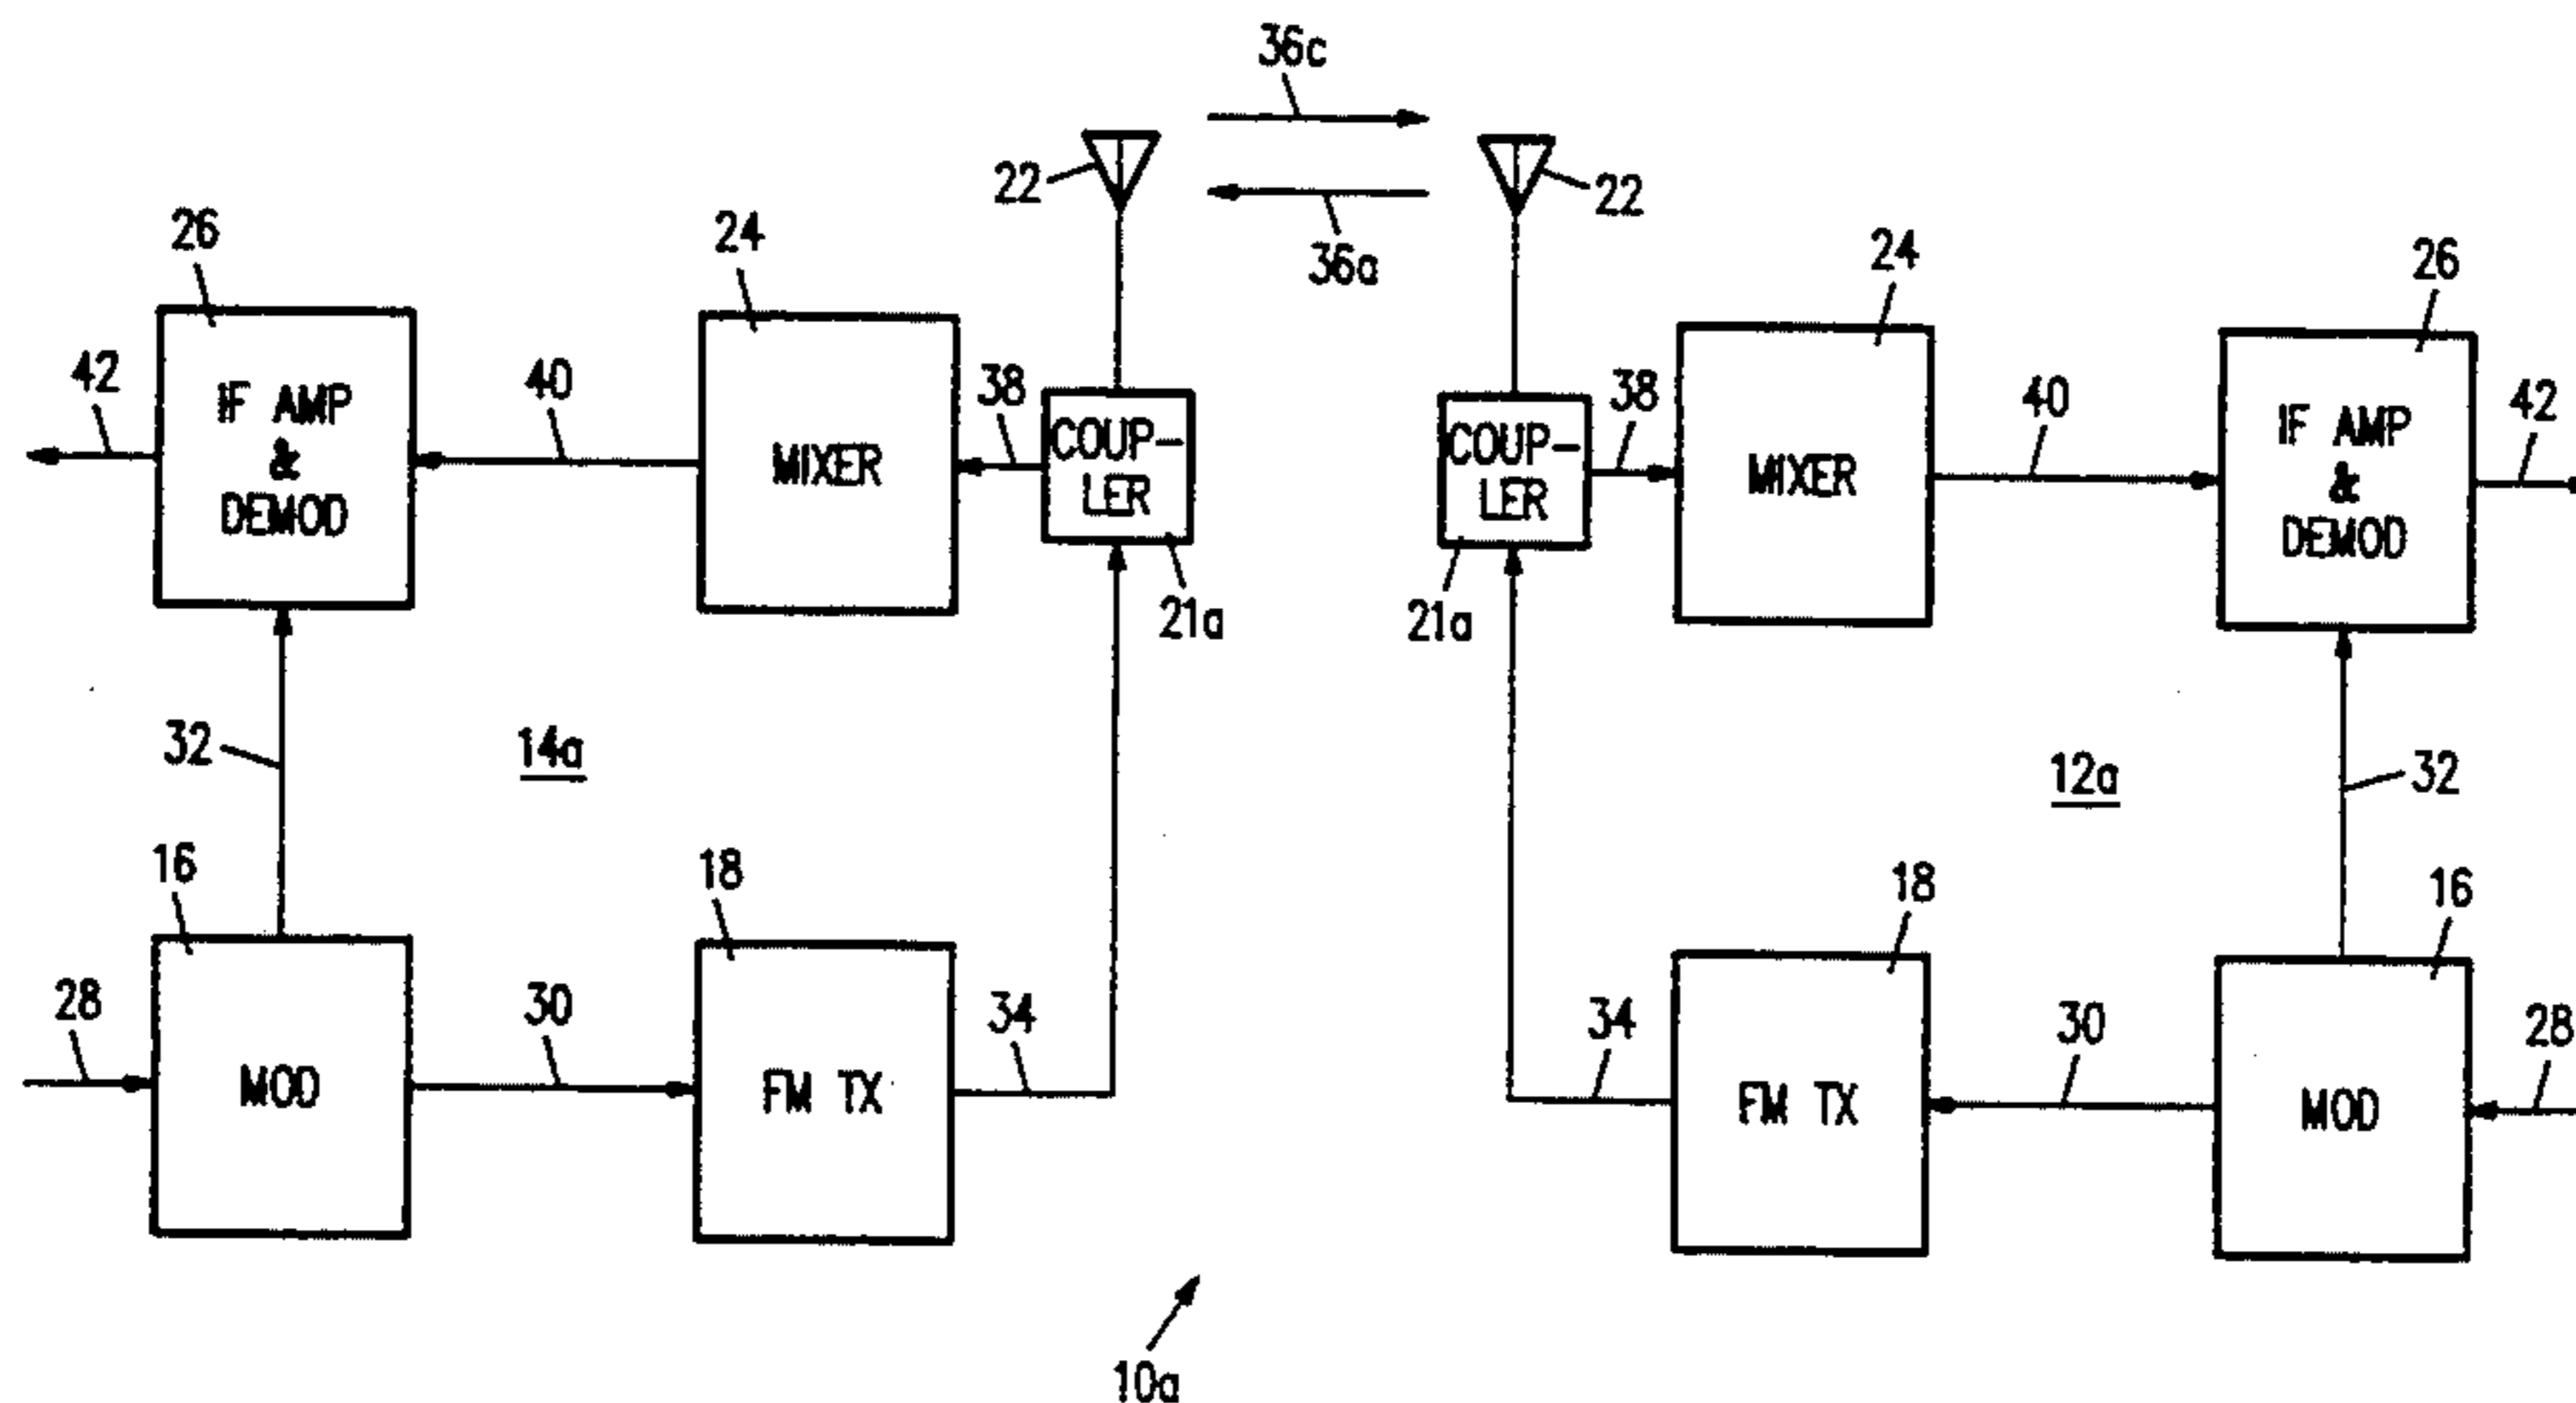 36c
22
22
36a
26
24
24
26
42
IF AMP
&
DEMOD
40
MIXER
38
COUP-
LER
21a
COUP-
LER
21a
38
MIXER
40
IF AMP
&
DEMOD
42
32
14a
12a
32
16
18
18
16
28
MOD
30
FM TX
34
34
FM TX
30
MOD
28
10a